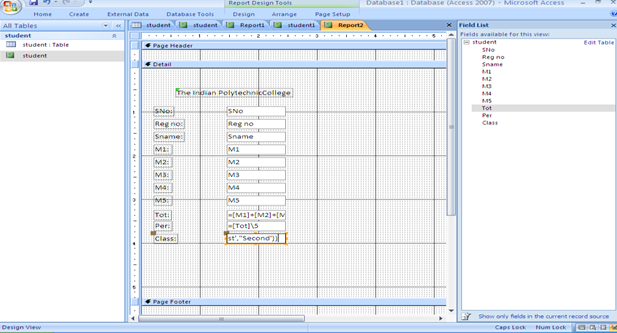 Report Design Tools
Database1 : Database (Access 2007) - Microsoft Access
Home
Create
External Data
Database Tools
Design
Arrange
Page Setup
All Tables
student
student : Table
student
student
student
Report1
student1
Report2
Page Header
Detail
The Indian PolytechnicCollege
SNo: SNo
Reg no: Reg no
Sname: Sname
M1: M1
M2: M2
M3: M3
M4: M4
M5: M5
Tot: =[M1]+[M2]+[M
Per: =[Tot]\5
Class: st',"Second"))
Page Footer
Field List
Fields available for this view:
student Edit Table
SNo
Reg no
Sname
M1
M2
M3
M4
M5
Tot
Per
Class
Show only fields in the current record source
Design View
Caps Lock Num Lock